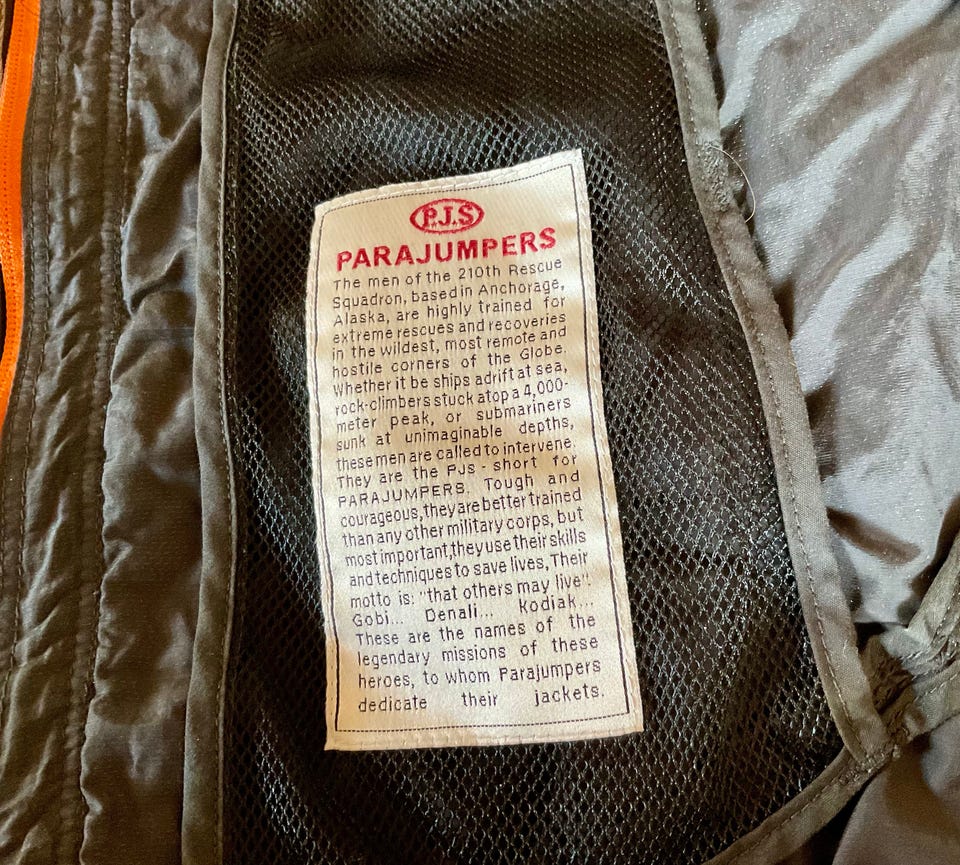 P.J.S
PARAJUMPERS
The men of the 210th Rescue
Squadron, based in Anchorage,
Alaska, are highly trained for
extreme rescues and recoveries
in the wildest, most remote and
hostile corners of the Globe.
Whether it be ships adrift at sea,
rock-climbers stuck atop a 4,000-
meter peak, or submariners
sunk at unimaginable depths,
these men are called to intervene.
They are the PJs - short for
PARAJUMPERS. Tough and
courageous, they are better trained
than any other military corps, but
most important, they use their skills
and techniques to save lives, Their
motto is: "that others may live".
Gobi... Denali... Kodiak...
These are the names of the
legendary missions of these
heroes, to whom Parajumpers
dedicate their jackets.